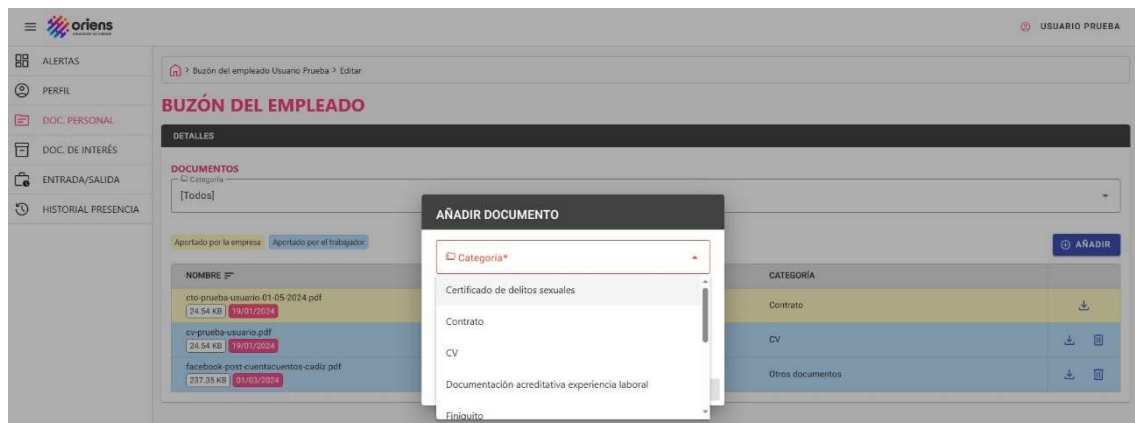 oriens
USUARIO PRUEBA
ALERTAS
PERFIL
DOC. PERSONAL
DOC. DE INTERÉS
ENTRADA/SALIDA
HISTORIAL PRESENCIA
> Buzón del empleado Usuario Prueba > Editar
BUZÓN DEL EMPLEADO
DETALLES
DOCUMENTOS
Categoría
[Todos]
Aportado por la empresa Aportado por el trabajador
AÑADIR
NOMBRE CATEGORÍA
cto-prueba-usuario-01-05-2024.pdf
24.54 KB 19/01/2024 Contrato
cv-prueba-usuario.pdf
24.54 KB 19/01/2024 CV
facebook-post-cuentacuentos-cadiz.pdf
237.35 KB 01/03/2024 Otros documentos
AÑADIR DOCUMENTO
Categoría*
Certificado de delitos sexuales
Contrato
CV
Documentación acreditativa experiencia laboral
Finiquito